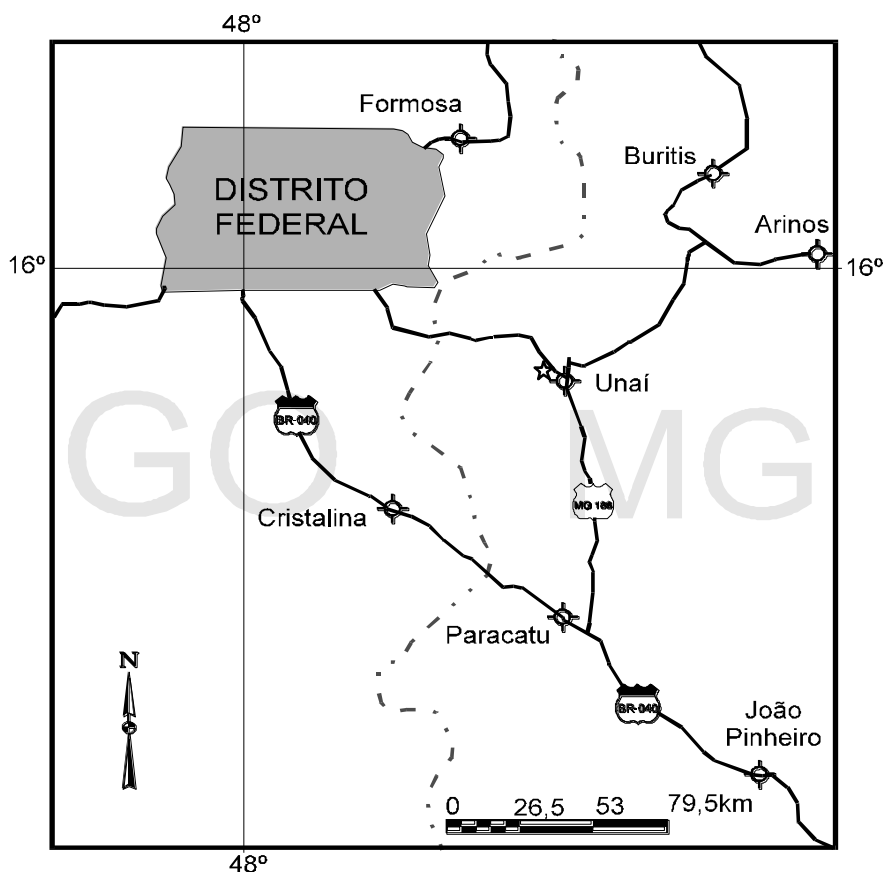 48º
Formosa
Buritis
DISTRITO
FEDERAL
Arinos
16º
16º
Unaí
GO
MG
BR-040
MG 188
Cristalina
Paracatu
N
BR-040
João
Pinheiro
0
26,5
53
79,5km
48º